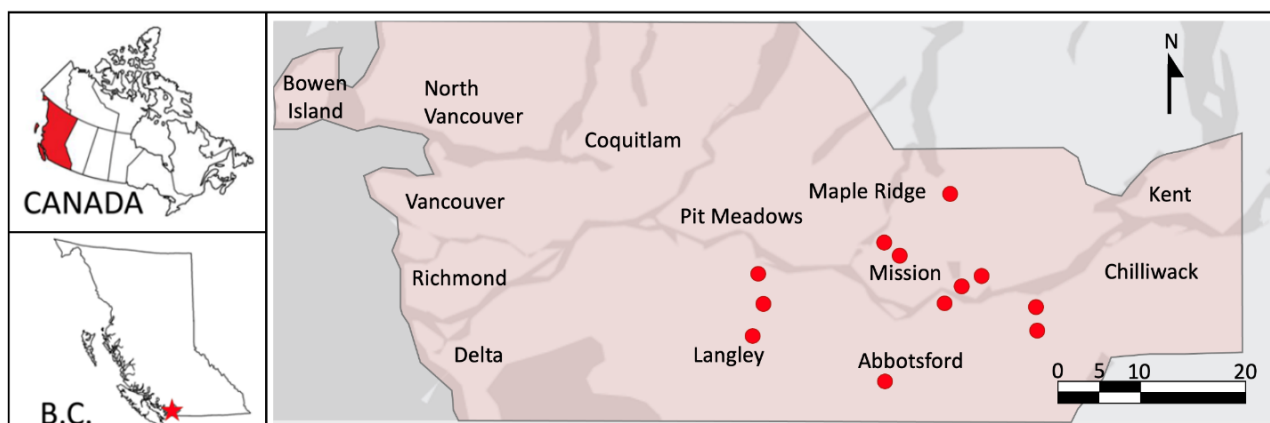 CANADA
B.C.
N
Bowen
Island
North
Vancouver
Coquitlam
Vancouver
Maple Ridge
Kent
Pit Meadows
Richmond
Mission
Chilliwack
Delta
Langley
Abbotsford
0 5 10 20